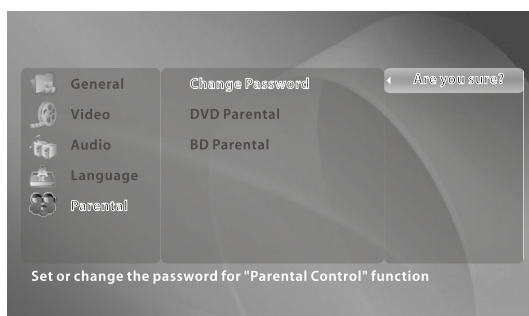 General
Video
Audio
Language
Parental
Change Password
DVD Parental
BD Parental
Are you sure?
Set or change the password for "Parental Control" function